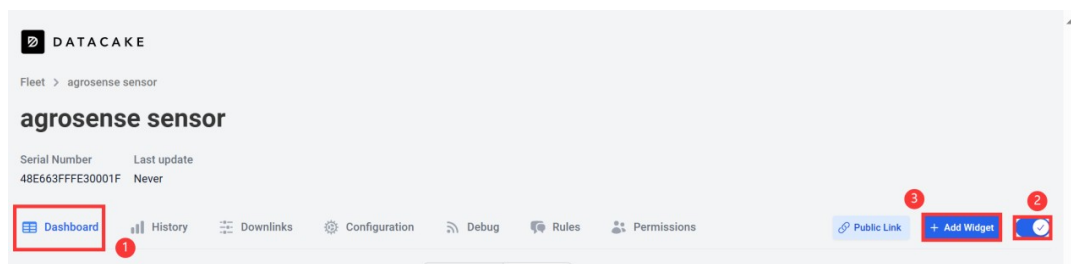 DATACAKE
Fleet > agrosense sensor
agrosense sensor
Serial Number Last update
48E663FFFE30001F Never
3 2
Dashboard History Downlinks Configuration Debug Rules Permissions Public Link + Add Widget
1